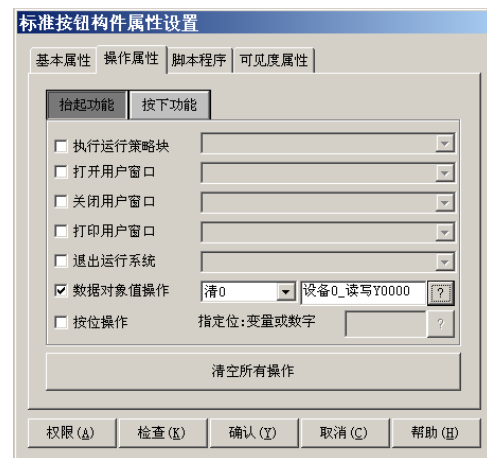 标准按钮构件属性设置
基本属性 操作属性 脚本程序 可见度属性
抬起功能 按下功能
执行运行策略块
打开用户窗口
关闭用户窗口
打印用户窗口
退出运行系统
数据对象值操作 清0 设备0_读写Y0000 ?
按位操作 指定位:变量或数字 ?
清空所有操作
权限(A) 检查(K) 确认(Y) 取消(C) 帮助(H)